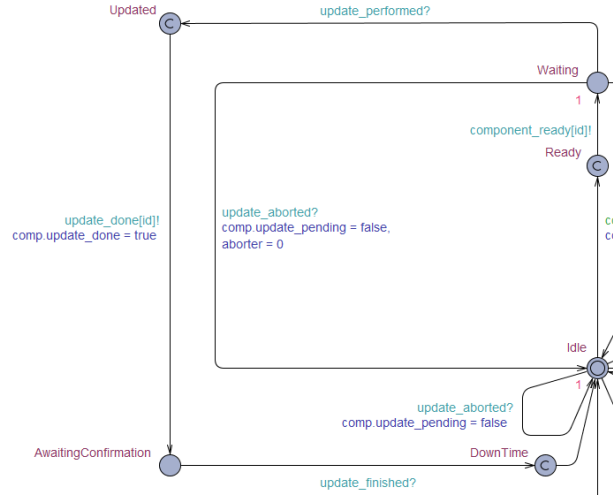 Updated
update_performed?
Waiting
1
component_ready[id]!
Ready
update_done[id]!
comp.update_done = true
update_aborted?
comp.update_pending = false,
aborter = 0
Idle
1
update_aborted?
comp.update_pending = false
AwaitingConfirmation
DownTime
update_finished?